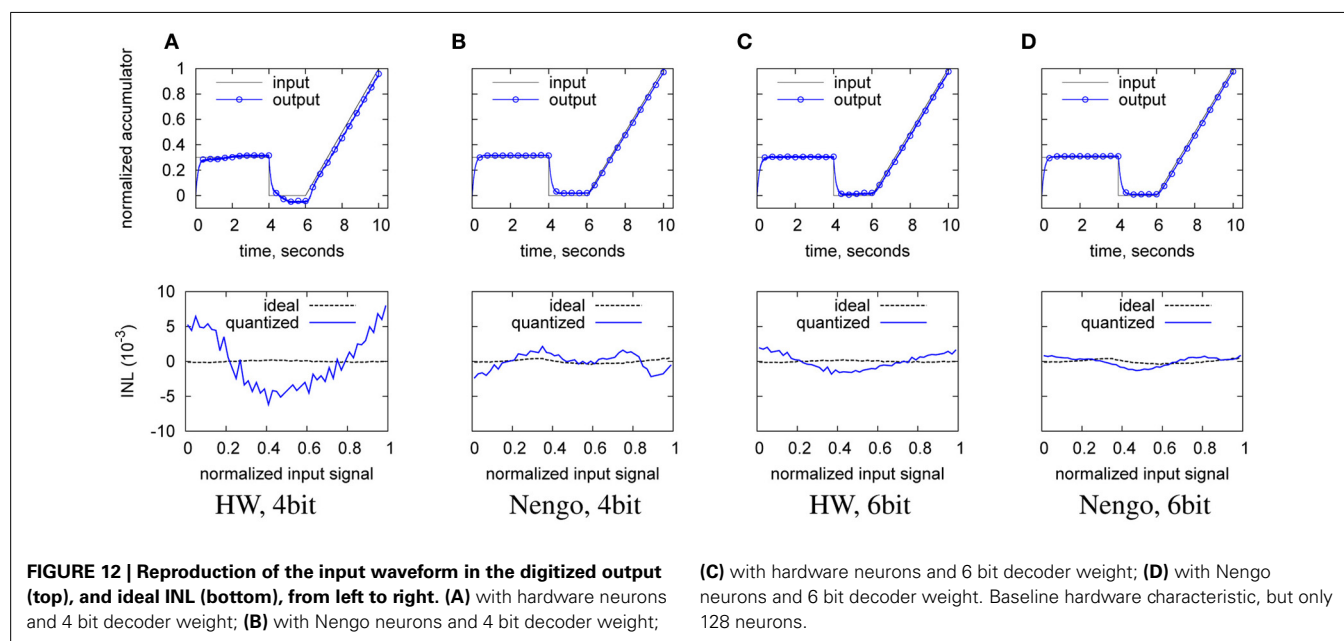 A
B
C
D
normalized accumulator
1
0.8
0.6
0.4
0.2
0
input
output
0 2 4 6 8 10
time, seconds
input
output
0 2 4 6 8 10
time, seconds
input
output
0 2 4 6 8 10
time, seconds
input
output
0 2 4 6 8 10
time, seconds
INL (10-3)
10
5
0
-5
-10
ideal
quantized
0 0.2 0.4 0.6 0.8 1
normalized input signal
HW, 4bit
ideal
quantized
0 0.2 0.4 0.6 0.8 1
normalized input signal
Nengo, 4bit
ideal
quantized
0 0.2 0.4 0.6 0.8 1
normalized input signal
HW, 6bit
ideal
quantized
0 0.2 0.4 0.6 0.8 1
normalized input signal
Nengo, 6bit
FIGURE 12 | Reproduction of the input waveform in the digitized output
(top), and ideal INL (bottom), from left to right. (A) with hardware neurons
and 4 bit decoder weight; (B) with Nengo neurons and 4 bit decoder weight;
(C) with hardware neurons and 6 bit decoder weight; (D) with Nengo
neurons and 6 bit decoder weight. Baseline hardware characteristic, but only
128 neurons.